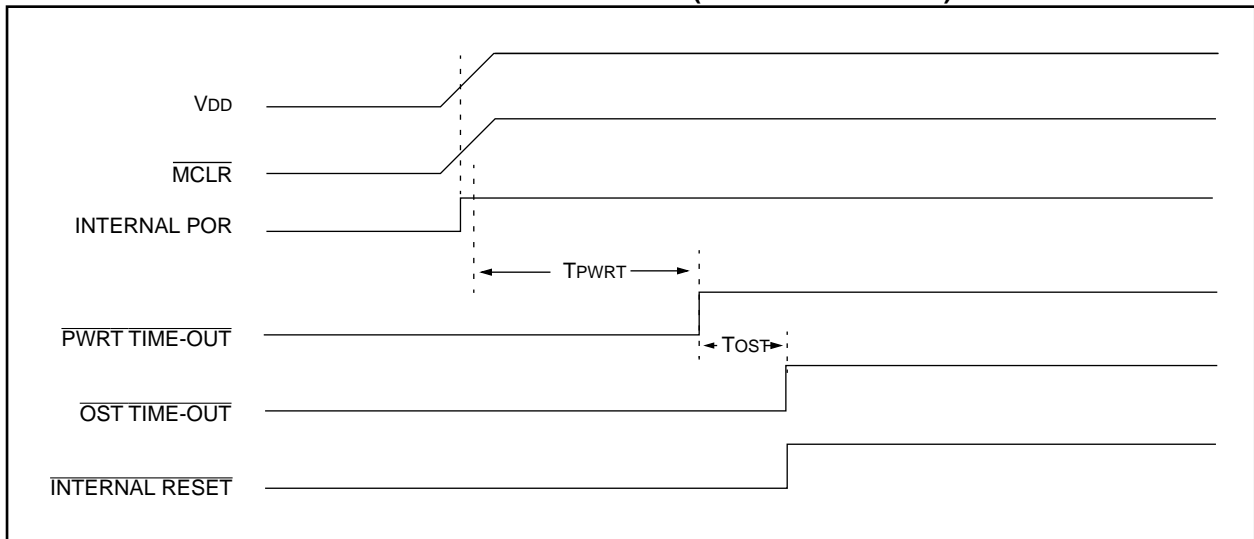 VDD
MCLR
INTERNAL POR
TPWRT
PWRT TIME-OUT
TOST
OST TIME-OUT
INTERNAL RESET